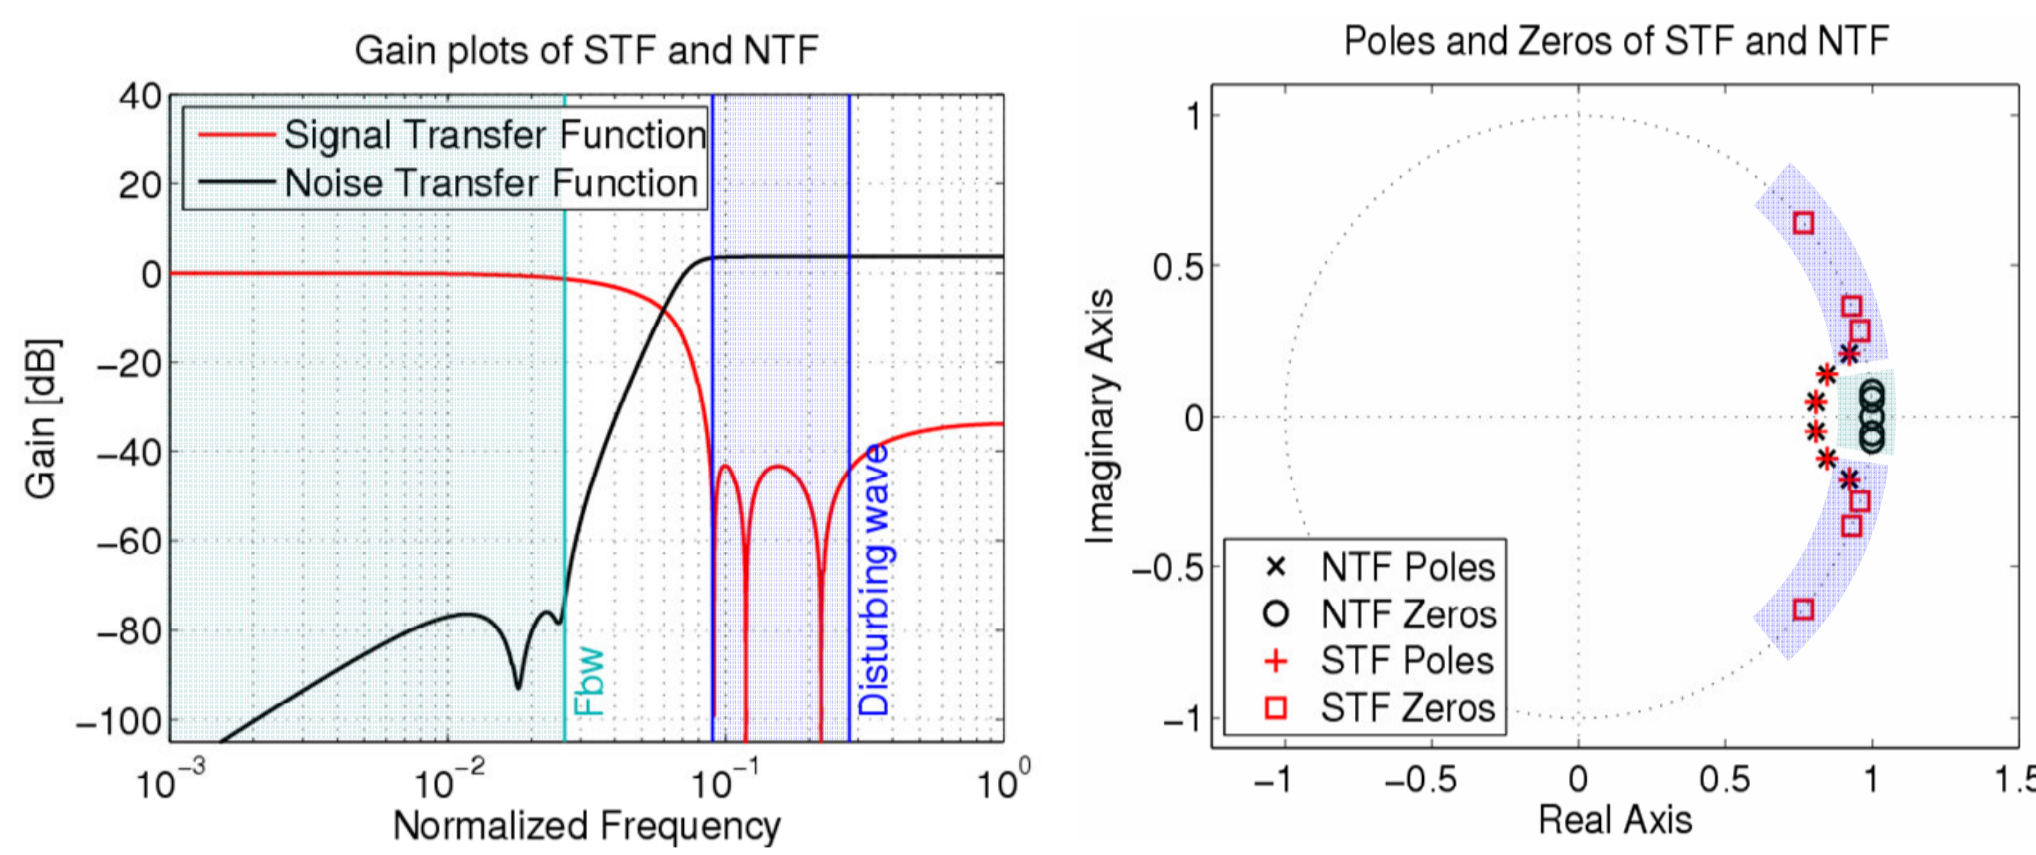 Gain plots of STF and NTF
40
20
0
−20
−40
−60
−80
−100
Gain [dB]
Signal Transfer Function
Noise Transfer Function
Fbw
Disturbing wave
10^−3
10^−2
10^−1
10^0
Normalized Frequency
Poles and Zeros of STF and NTF
1
0.5
0
−0.5
−1
Imaginary Axis
NTF Poles
NTF Zeros
STF Poles
STF Zeros
−1
−0.5
0
0.5
1
1.5
Real Axis